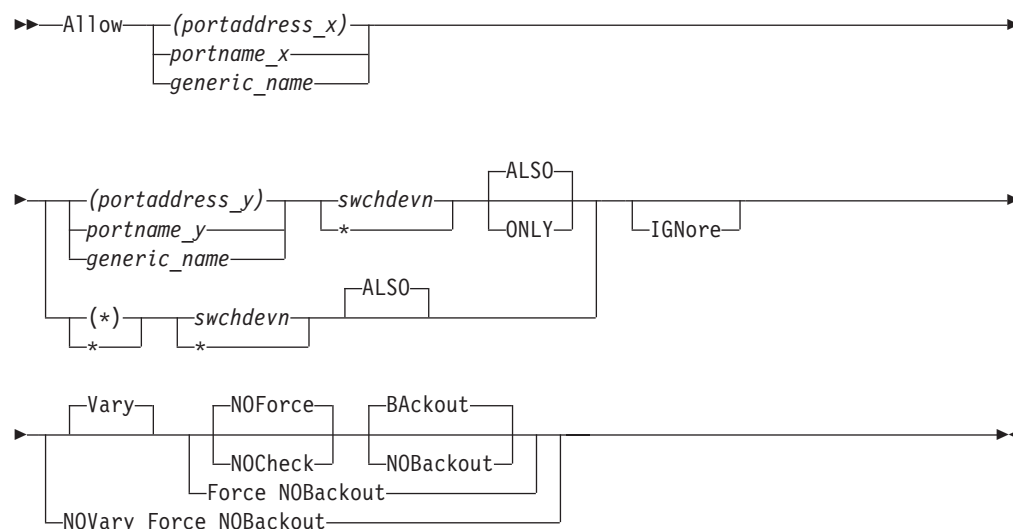 Allow (portaddress_x)
portname_x
generic_name
ALSO
(portaddress_y) swchdevn ONLY IGNore
portname_y *
generic_name
ALSO
(*) swchdevn
* *
Vary NOForce BAckout
NOCheck NOBackout
Force NOBackout
NOVary Force NOBackout